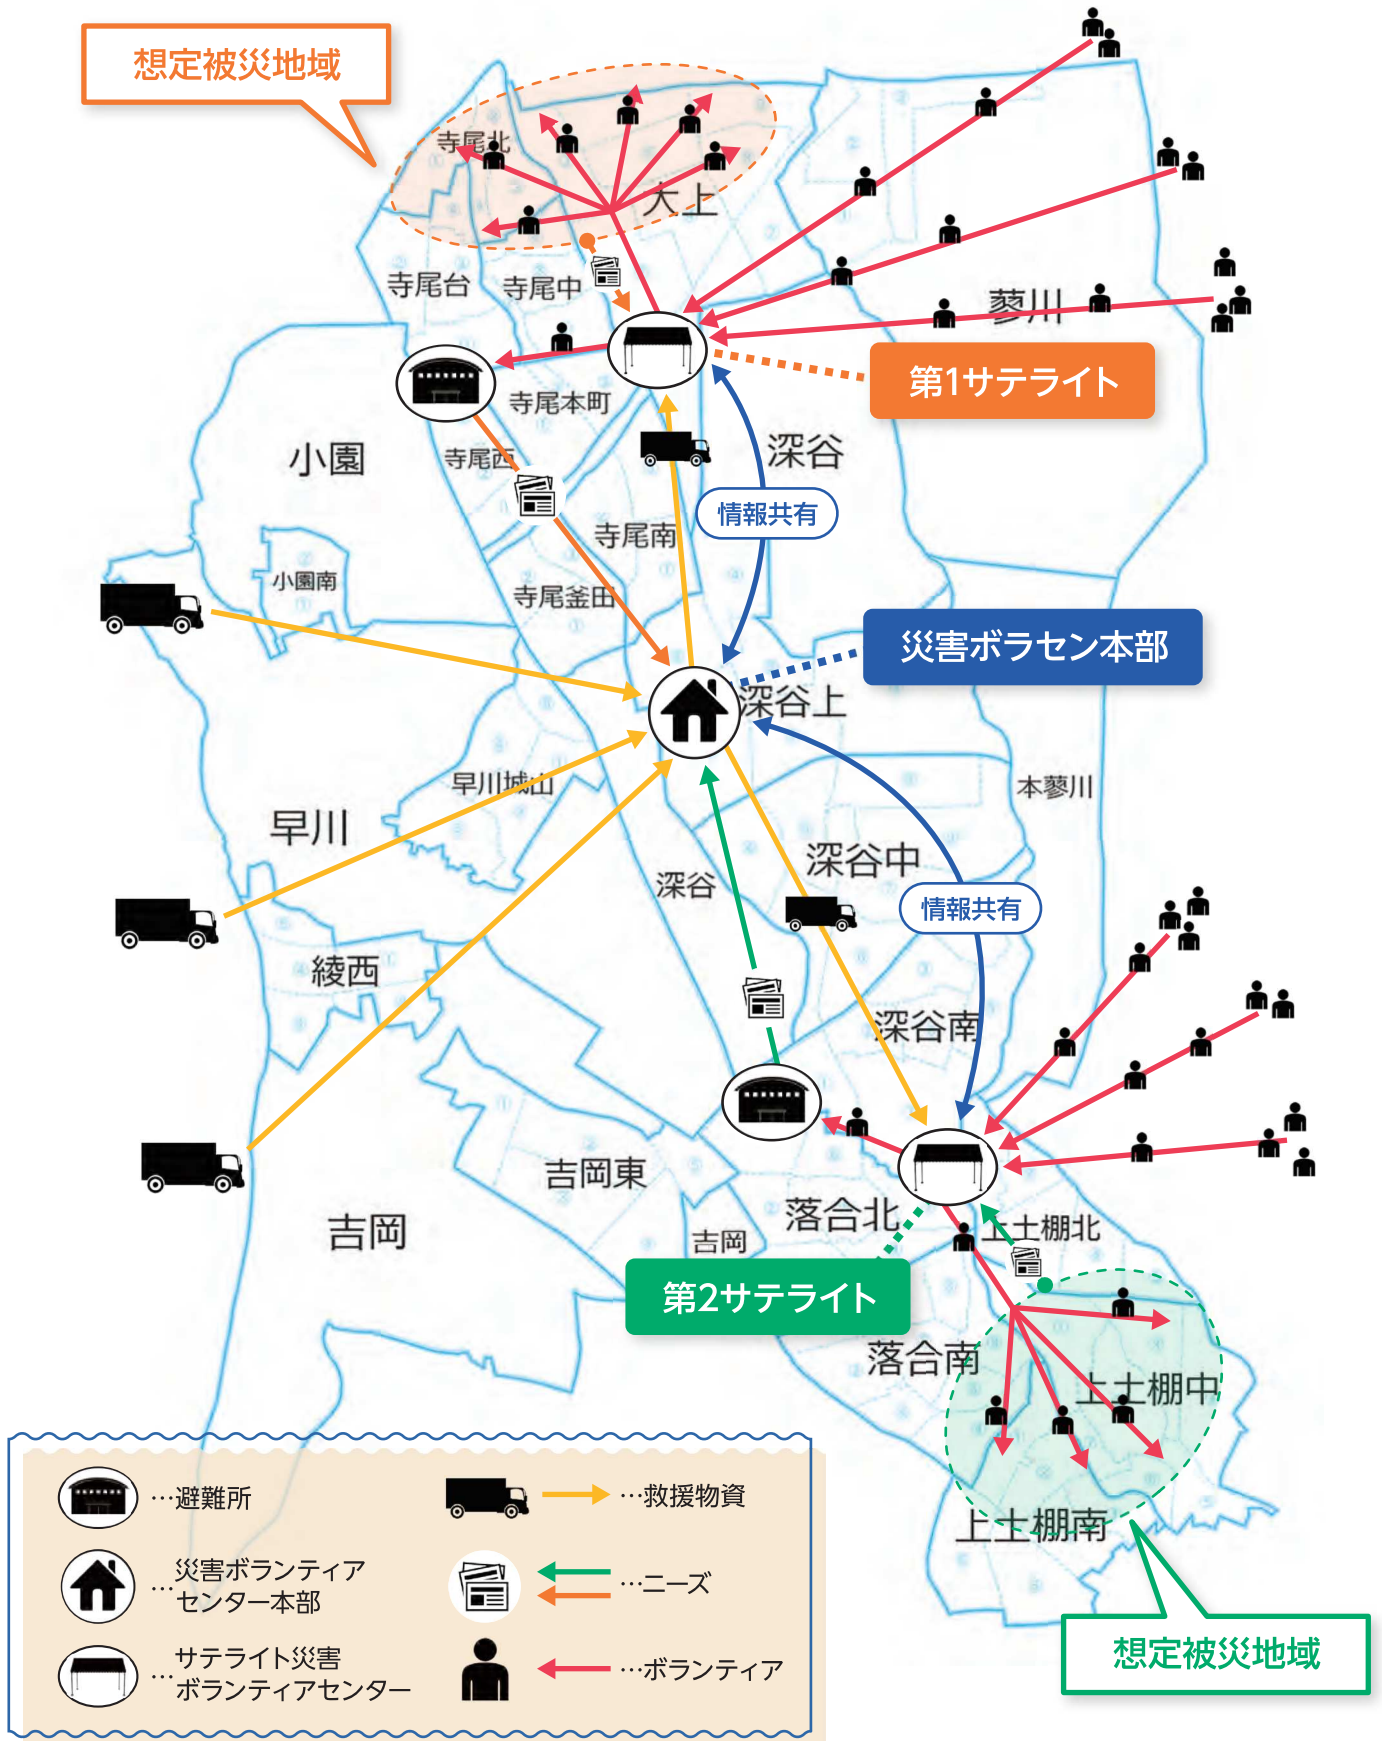 想定被災地域
寺尾北
大上
寺尾台
寺尾中
蓼川
第1サテライト
寺尾本町
小園
寺尾西
深谷
情報共有
寺尾南
小園南
寺尾釜田
災害ボラセン本部
深谷上
早川城山
本蓼川
早川
深谷中
深谷
情報共有
綾西
深谷南
吉岡東
落合北
吉岡
吉岡
上土棚北
第2サテライト
落合南
上土棚中
上土棚南
想定被災地域
…避難所
…災害ボランティア
センター本部
…サテライト災害
ボランティアセンター
…救援物資
…ニーズ
…ボランティア